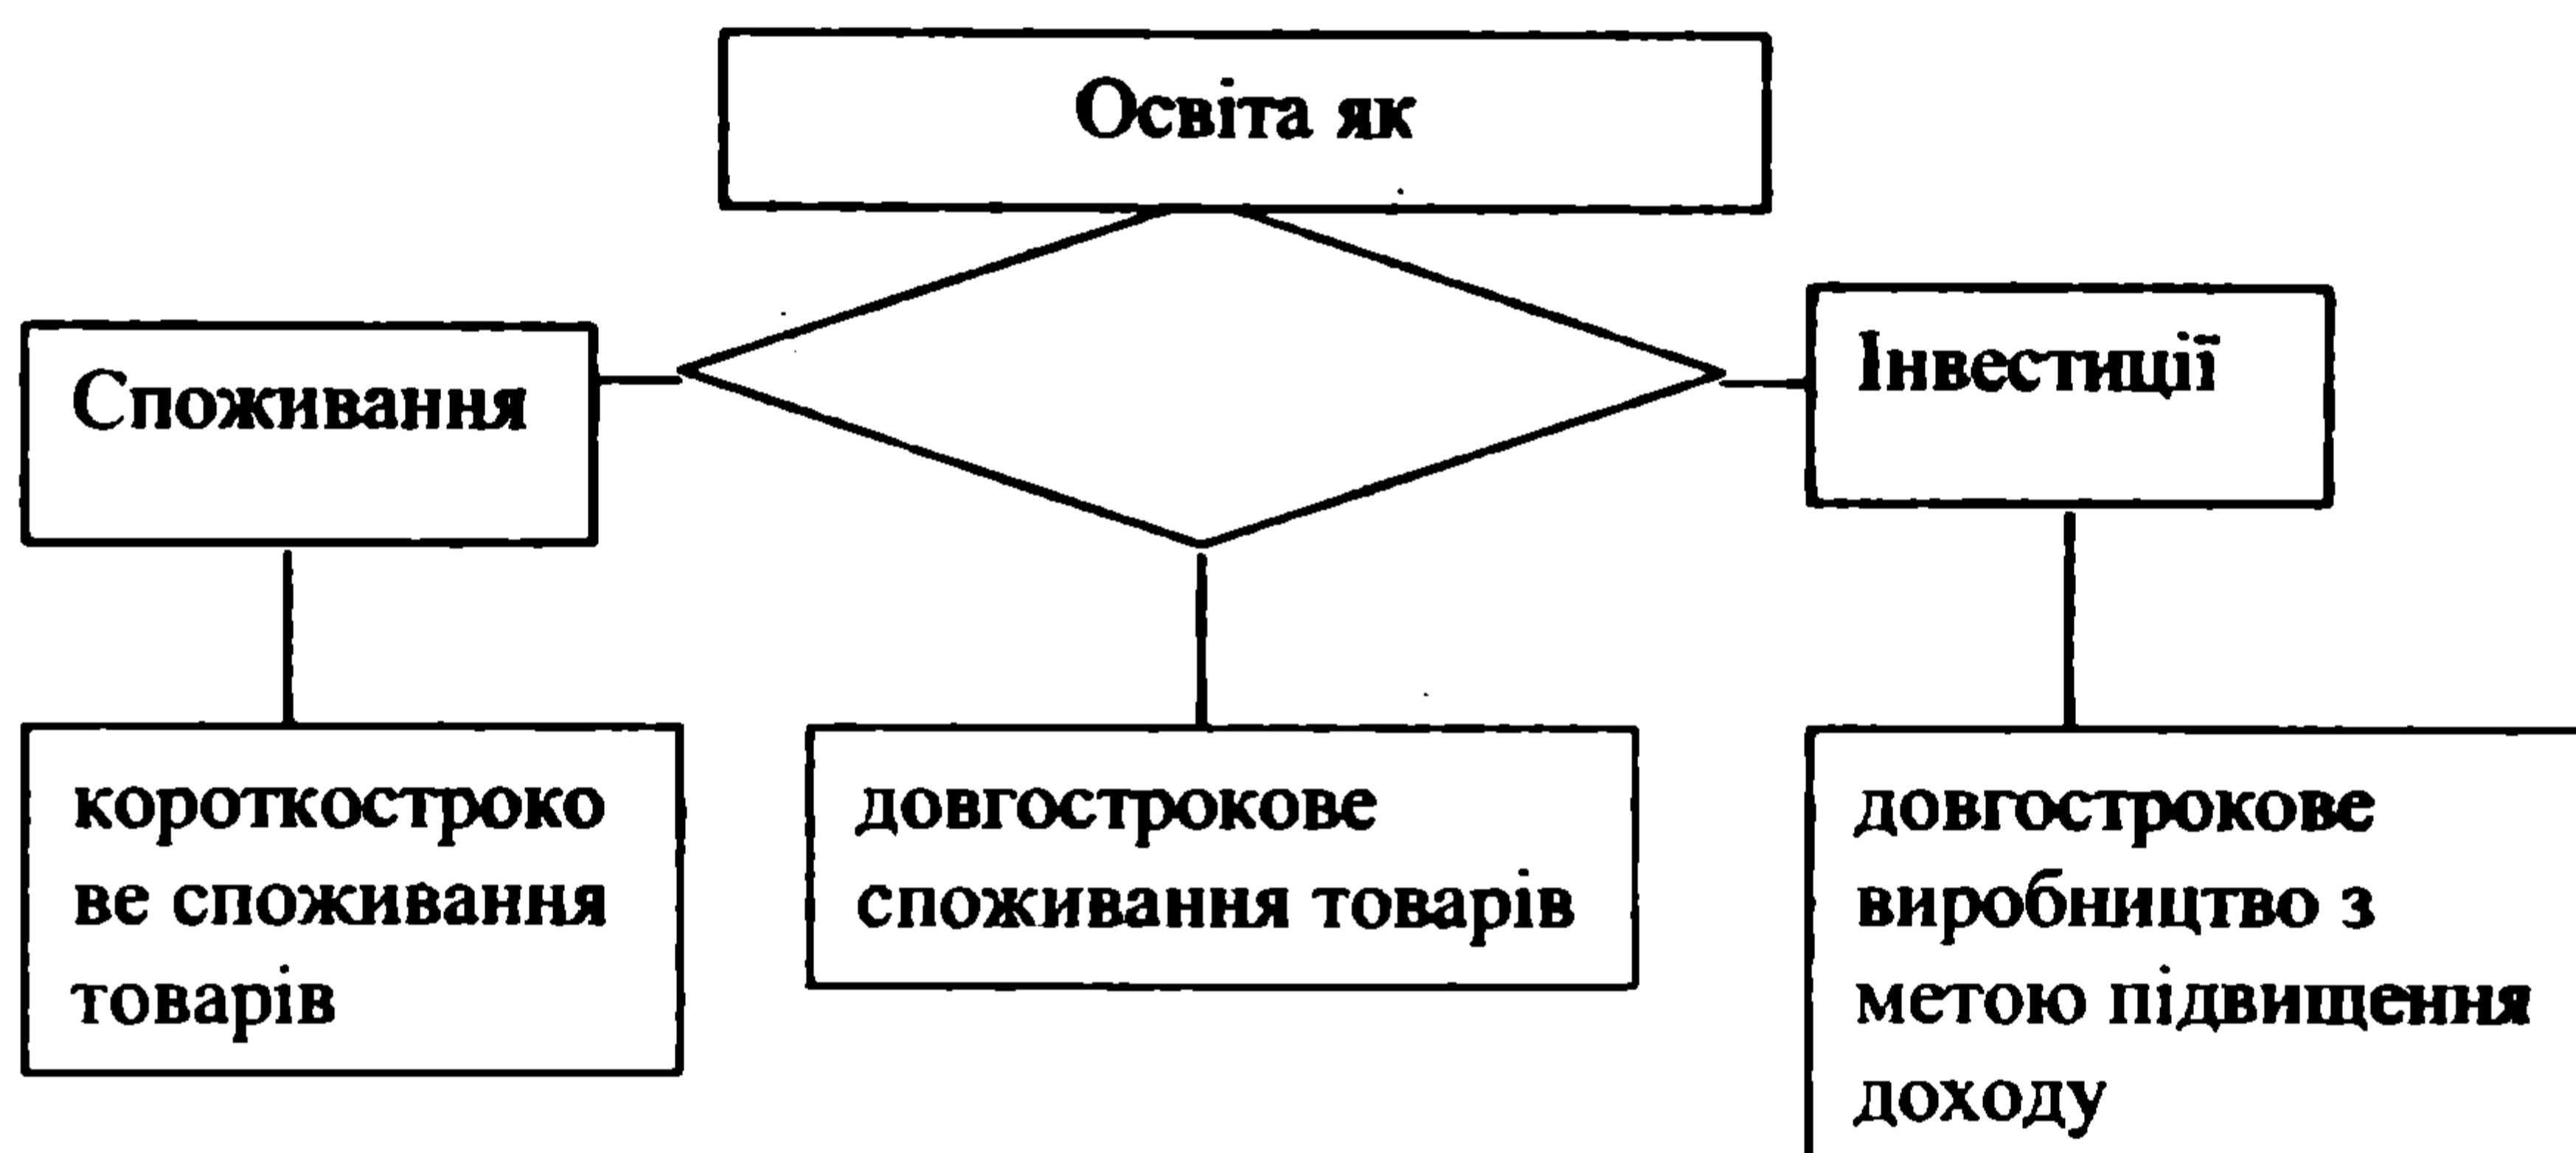 Освіта як
Споживання
Інвестиції
короткостроко
ве споживання
товарів
довгострокове
споживання товарів
довгострокове
виробництво з
метою підвищення
доходу